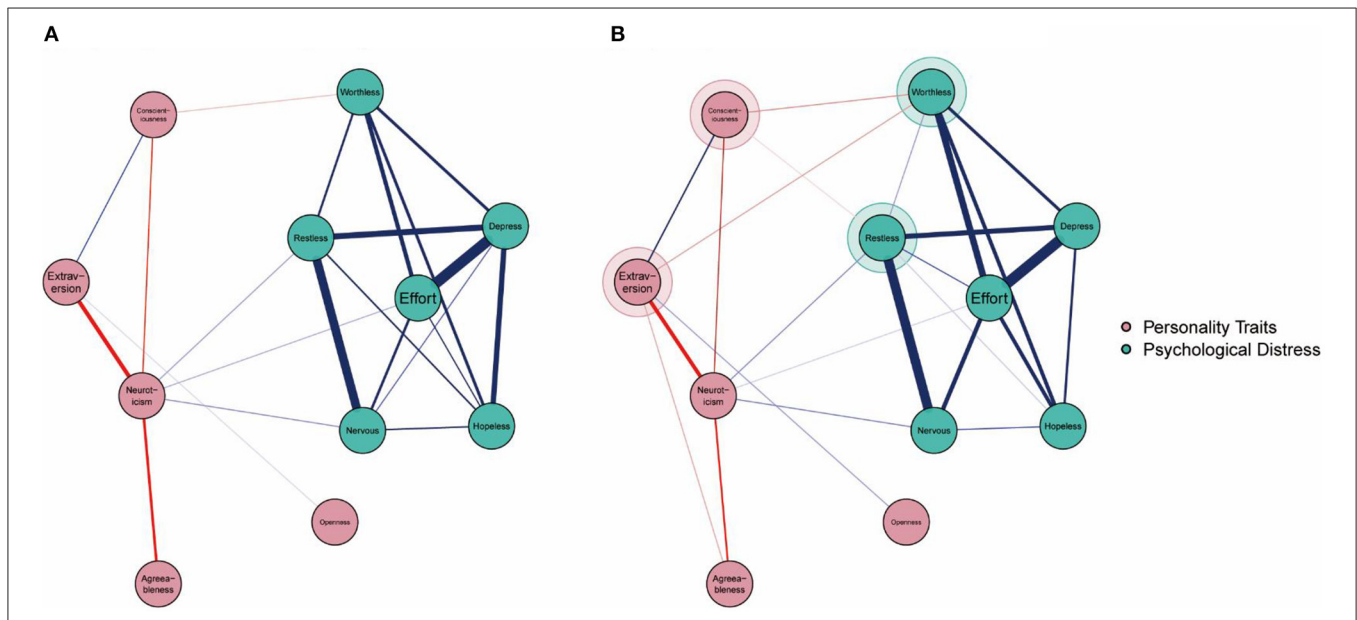 A
B
Conscient−
iousness
Worthless
Restless
Depress
Extrav−
ersion
Effort
Neurot−
icism
Nervous
Hopeless
Openness
Agreea−
bleness
Conscient−
iousness
Worthless
Restless
Depress
Extrav−
ersion
Effort
Neurot−
icism
Nervous
Hopeless
Openness
Agreea−
bleness
Personality Traits
Psychological Distress